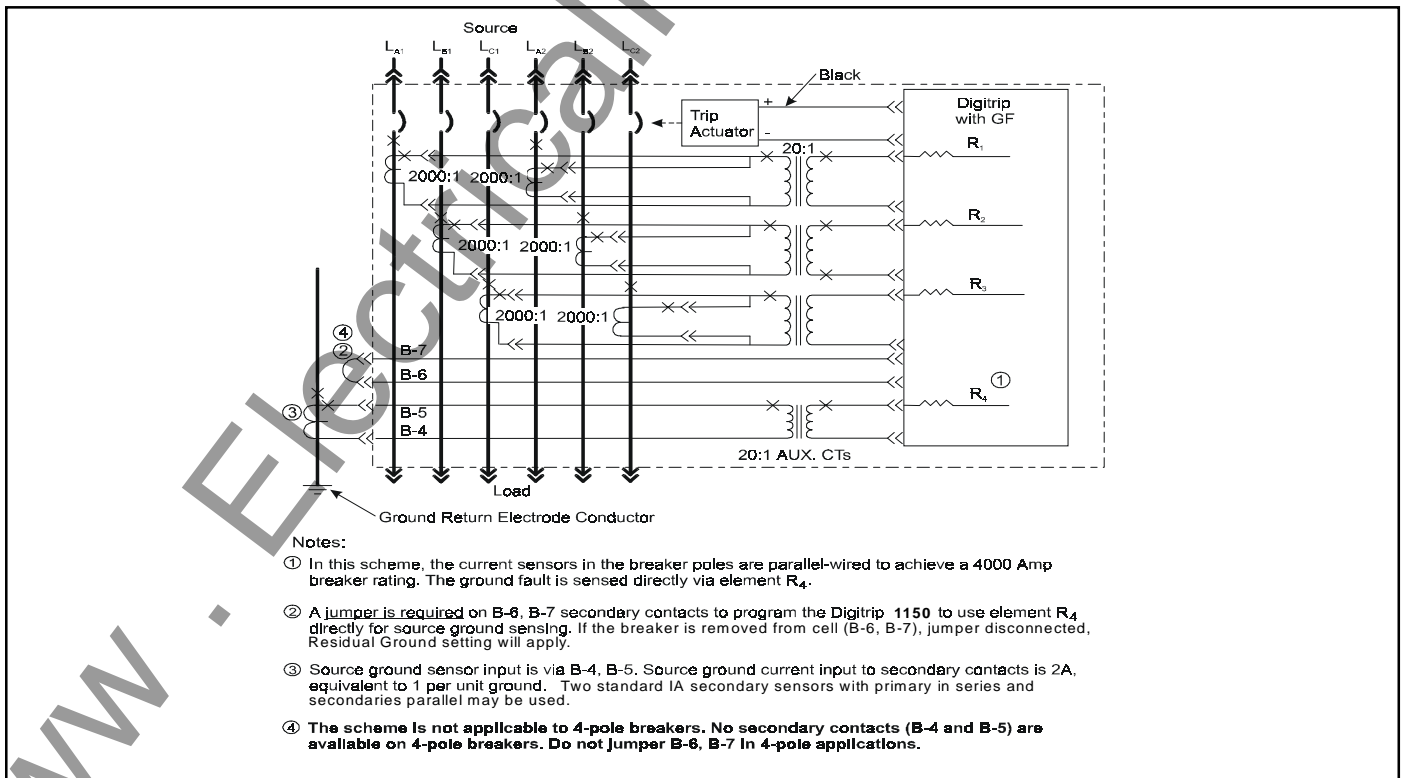 Source
LA1 LB1 LC1 LA2 LB2 LC2
Black
+
-
Trip
Actuator
Digitrip
with GF
R1
20:1
2000:1 2000:1
R2
2000:1 2000:1
R3
2000:1 2000:1
④
②
B-7
B-6
①
R4
③
B-5
B-4
20:1 AUX. CTs
Load
Ground Return Electrode Conductor
Notes:
① In this scheme, the current sensors in the breaker poles are parallel-wired to achieve a 4000 Amp
breaker rating. The ground fault is sensed directly via element R4.
② A jumper is required on B-6, B-7 secondary contacts to program the Digitrip 1150 to use element R4
directly for source ground sensing. If the breaker is removed from cell (B-6, B-7), jumper disconnected,
Residual Ground setting will apply.
③ Source ground sensor input is via B-4, B-5. Source ground current input to secondary contacts is 2A,
equivalent to 1 per unit ground. Two standard IA secondary sensors with primary in series and
secondaries parallel may be used.
④ The scheme is not applicable to 4-pole breakers. No secondary contacts (B-4 and B-5) are
available on 4-pole breakers. Do not jumper B-6, B-7 in 4-pole applications.
www . Electrical